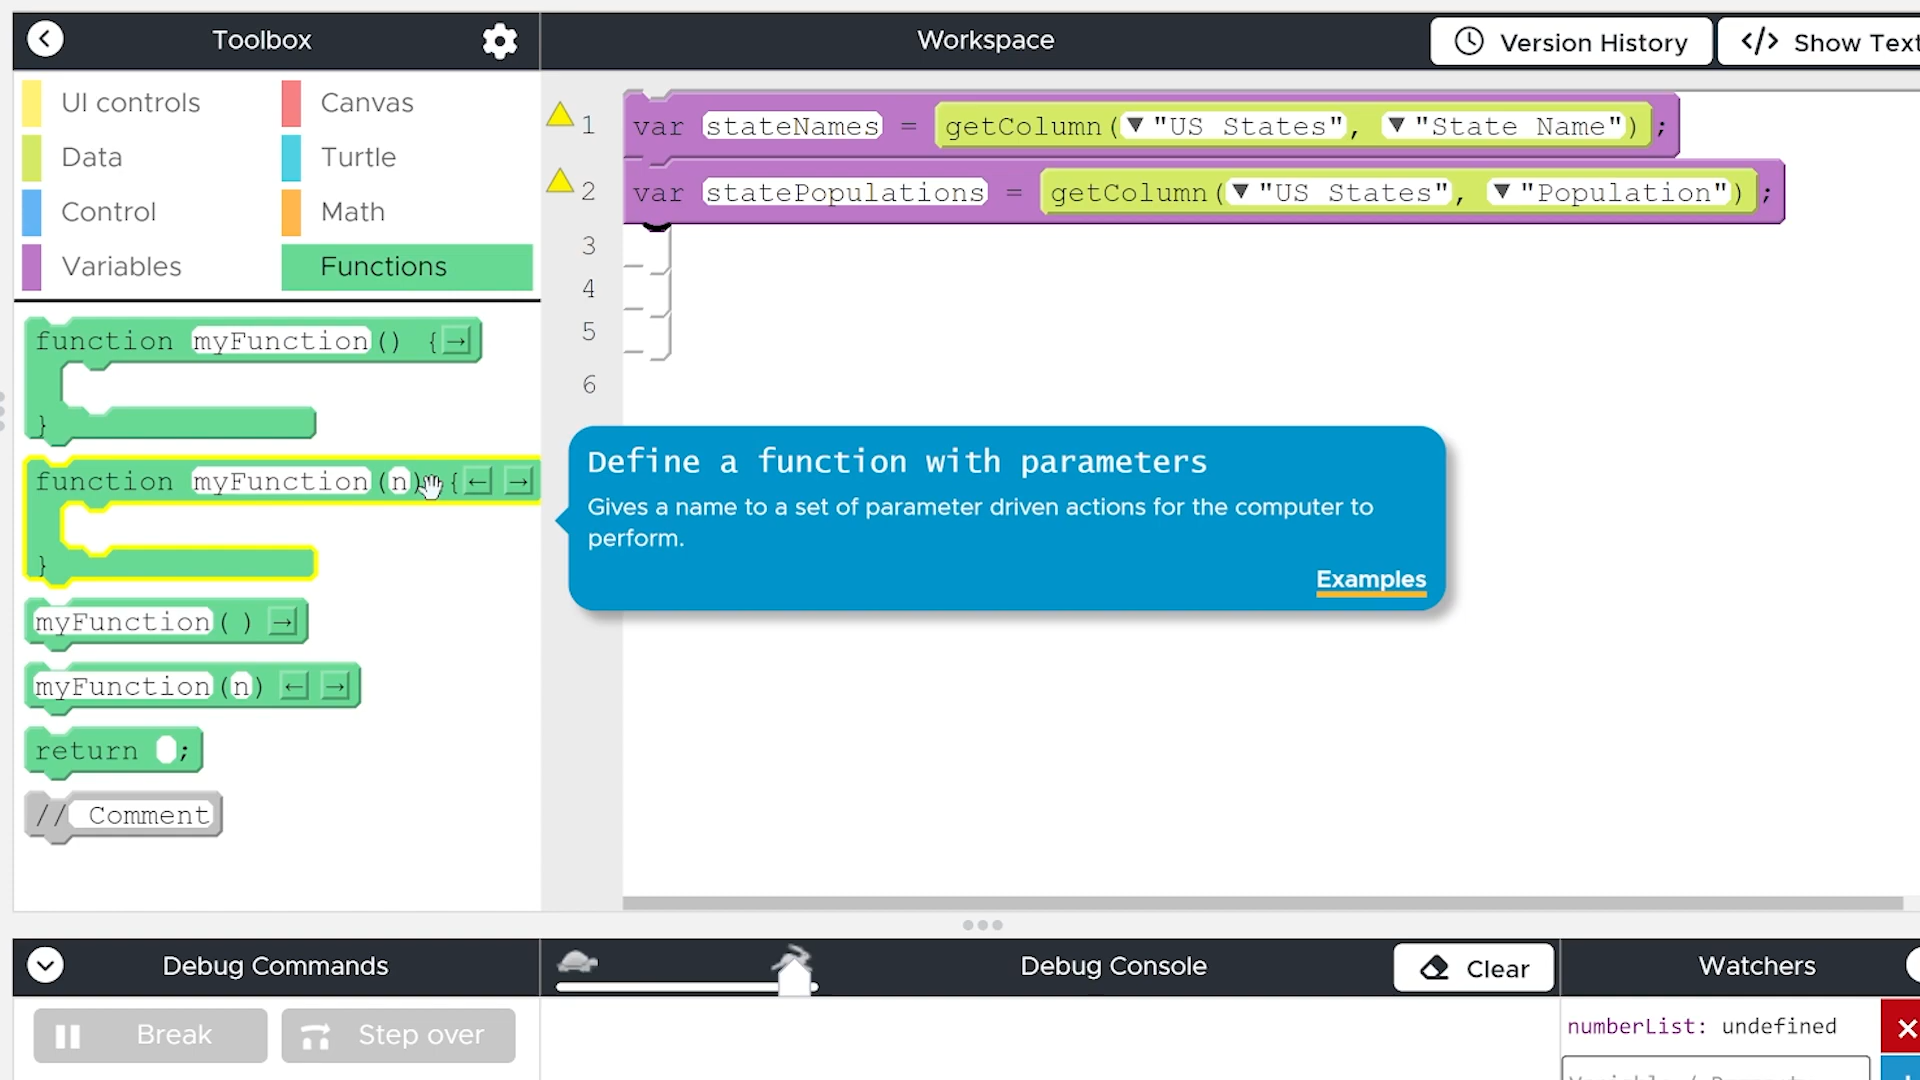 Toolbox
Workspace
Version History
</> Show Text
UI controls
Canvas
Data
Turtle
Control
Math
Variables
Functions
1 var stateNames = getColumn(▼"US States", ▼"State Name");
2 var statePopulations = getColumn(▼"US States", ▼"Population");
3
4
5
6
function myFunction() {→
}
function myFunction(n) { ← →
}
myFunction() →
myFunction(n) ← →
return ;
// Comment
Define a function with parameters
Gives a name to a set of parameter driven actions for the computer to
perform.
Examples
Debug Commands
Debug Console
Clear
Watchers
Break
Step over
numberList: undefined